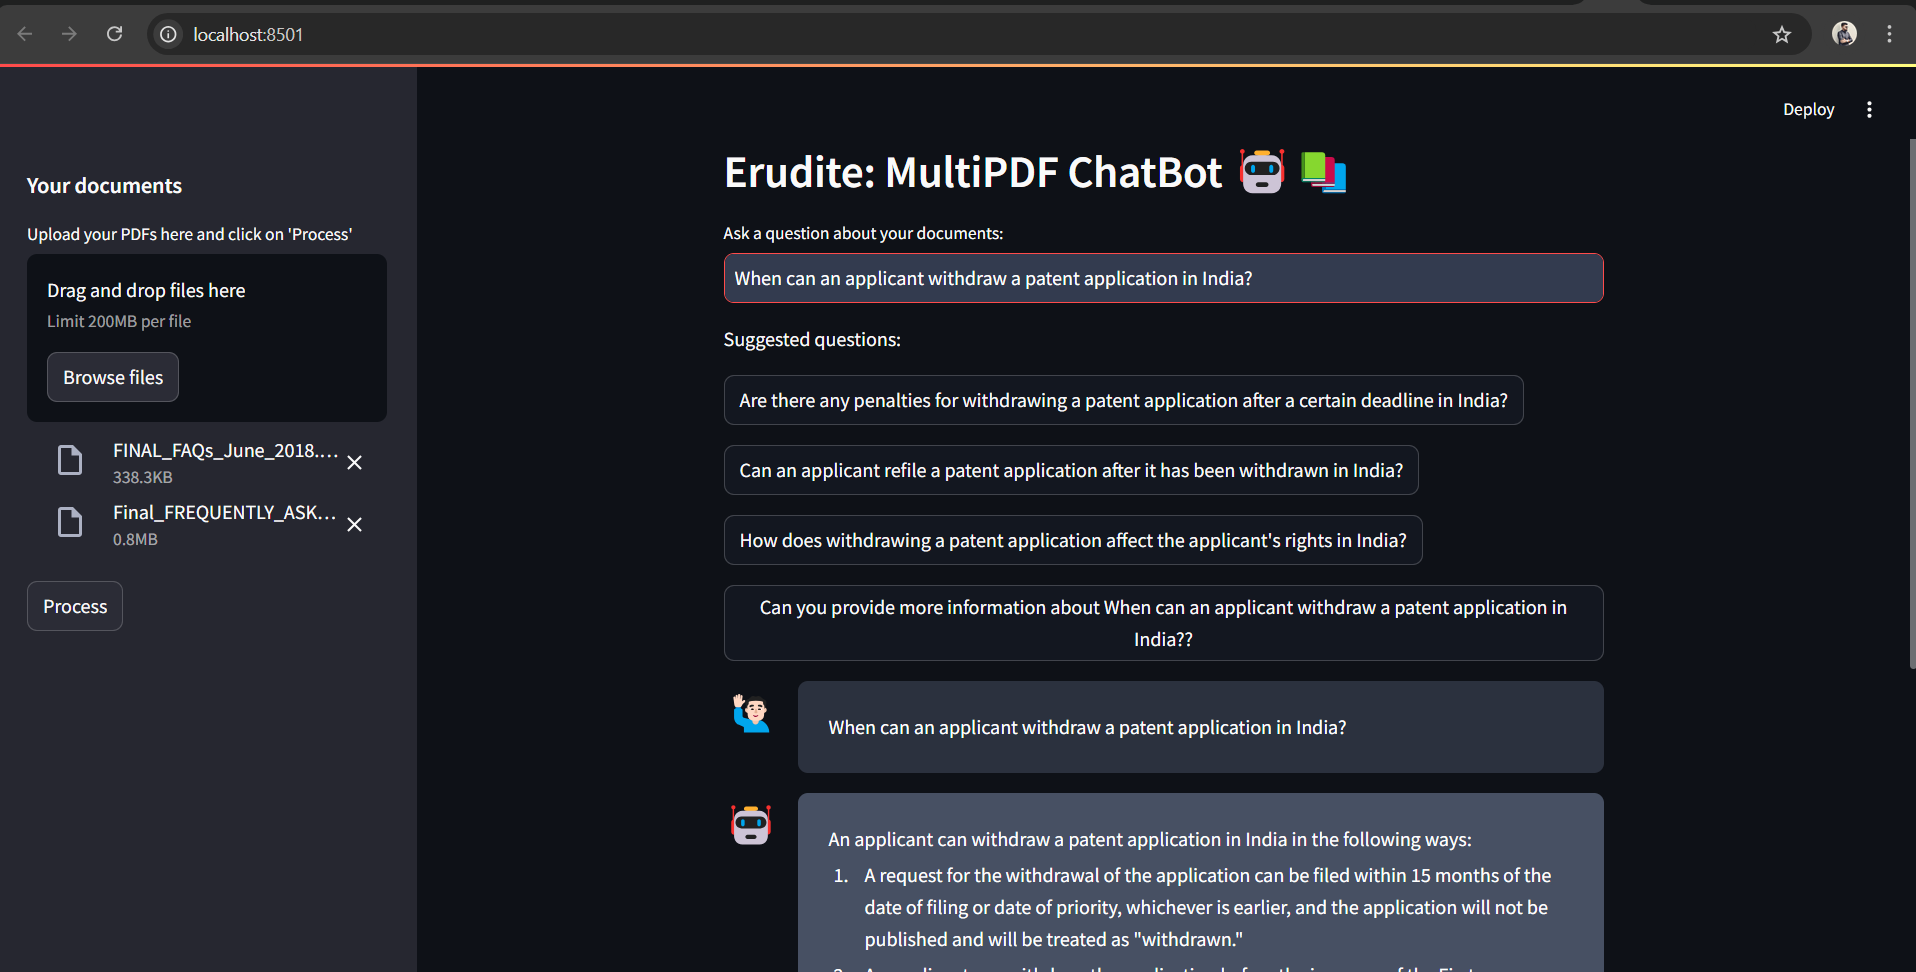 localhost:8501
Deploy
Your documents
Upload your PDFs here and click on 'Process'
Drag and drop files here
Limit 200MB per file
Browse files
FINAL_FAQs_June_2018....
338.3KB
Final_FREQUENTLY_ASK...
0.8MB
Process
Erudite: MultiPDF ChatBot
Ask a question about your documents:
When can an applicant withdraw a patent application in India?
Suggested questions:
Are there any penalties for withdrawing a patent application after a certain deadline in India?
Can an applicant refile a patent application after it has been withdrawn in India?
How does withdrawing a patent application affect the applicant's rights in India?
Can you provide more information about When can an applicant withdraw a patent application in
India??
When can an applicant withdraw a patent application in India?
An applicant can withdraw a patent application in India in the following ways:
1. A request for the withdrawal of the application can be filed within 15 months of the
date of filing or date of priority, whichever is earlier, and the application will not be
published and will be treated as "withdrawn."